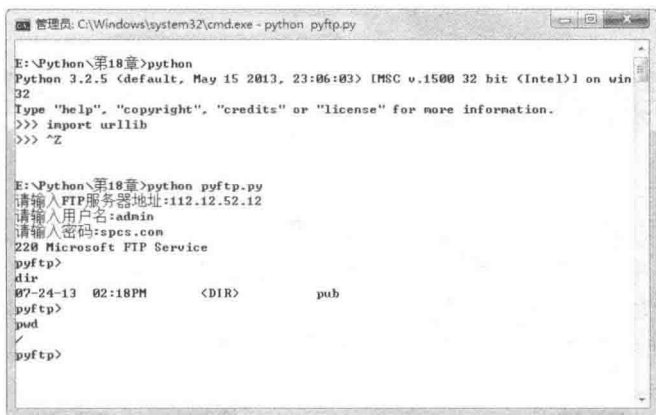 管理员: C:\Windows\system32\cmd.exe - python pyftp.py
E:\Python\第18章>python
Python 3.2.5 (default, May 15 2013, 23:06:03) [MSC v.1500 32 bit (Intel)] on win
32
Type "help", "copyright", "credits" or "license" for more information.
>>> import urllib
>>> ^Z
E:\Python\第18章>python pyftp.py
请输入FTP服务器地址:112.12.52.12
请输入用户名:admin
请输入密码:spcs.com
220 Microsoft FTP Service
pyftp>
dir
07-24-13  02:18PM       <DIR>          pub
pyftp>
pwd
/
pyftp>